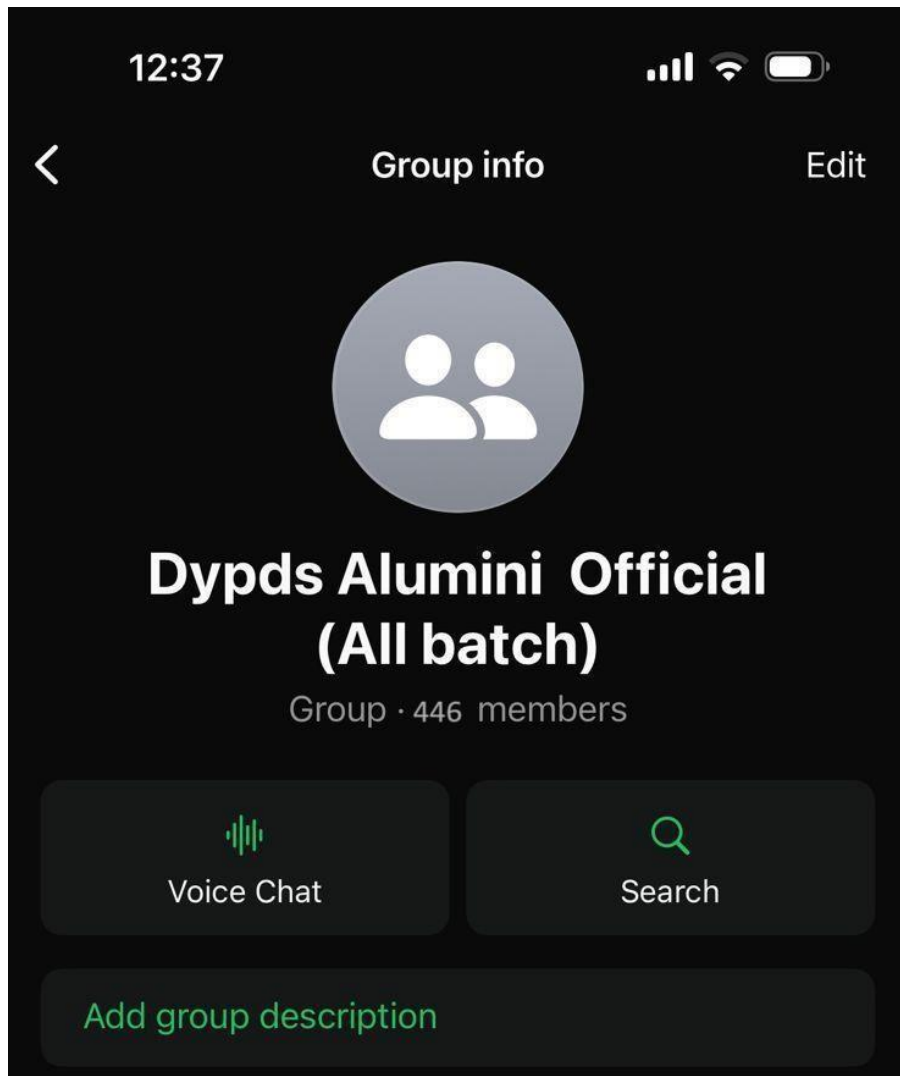 12:37
Group info
Edit
Dypds Alumini Official
(All batch)
Group · 446 members
Voice Chat
Search
Add group description